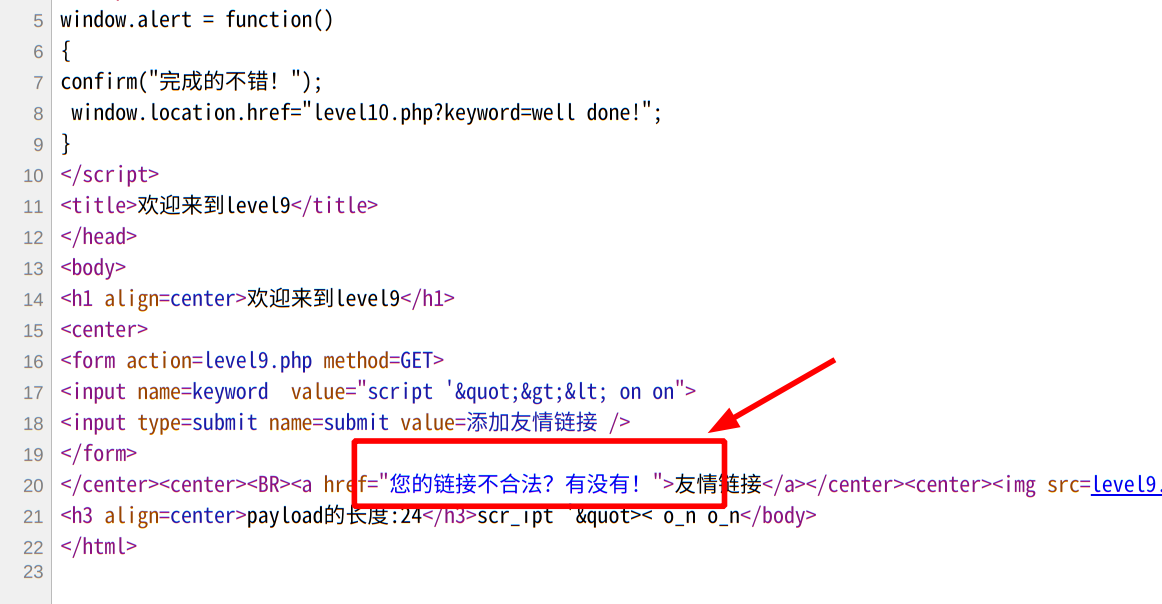 5 window.alert = function()
6 {
7 confirm("完成的不错！");
8 window.location.href="level10.php?keyword=well done!";
9 }
10 </script>
11 <title>欢迎来到level9</title>
12 </head>
13 <body>
14 <h1 align=center>欢迎来到level9</h1>
15 <center>
16 <form action=level9.php method=GET>
17 <input name=keyword  value="script '&quot;&gt;&lt; on on">
18 <input type=submit name=submit value=添加友情链接 />
19 </form>
20 </center><center><BR><a href="您的链接不合法？有没有！">友情链接</a></center><center><img src=level9.
21 <h3 align=center>payload的长度:24</h3>scr_ipt '&quot>< o_n o_n</body>
22 </html>
23